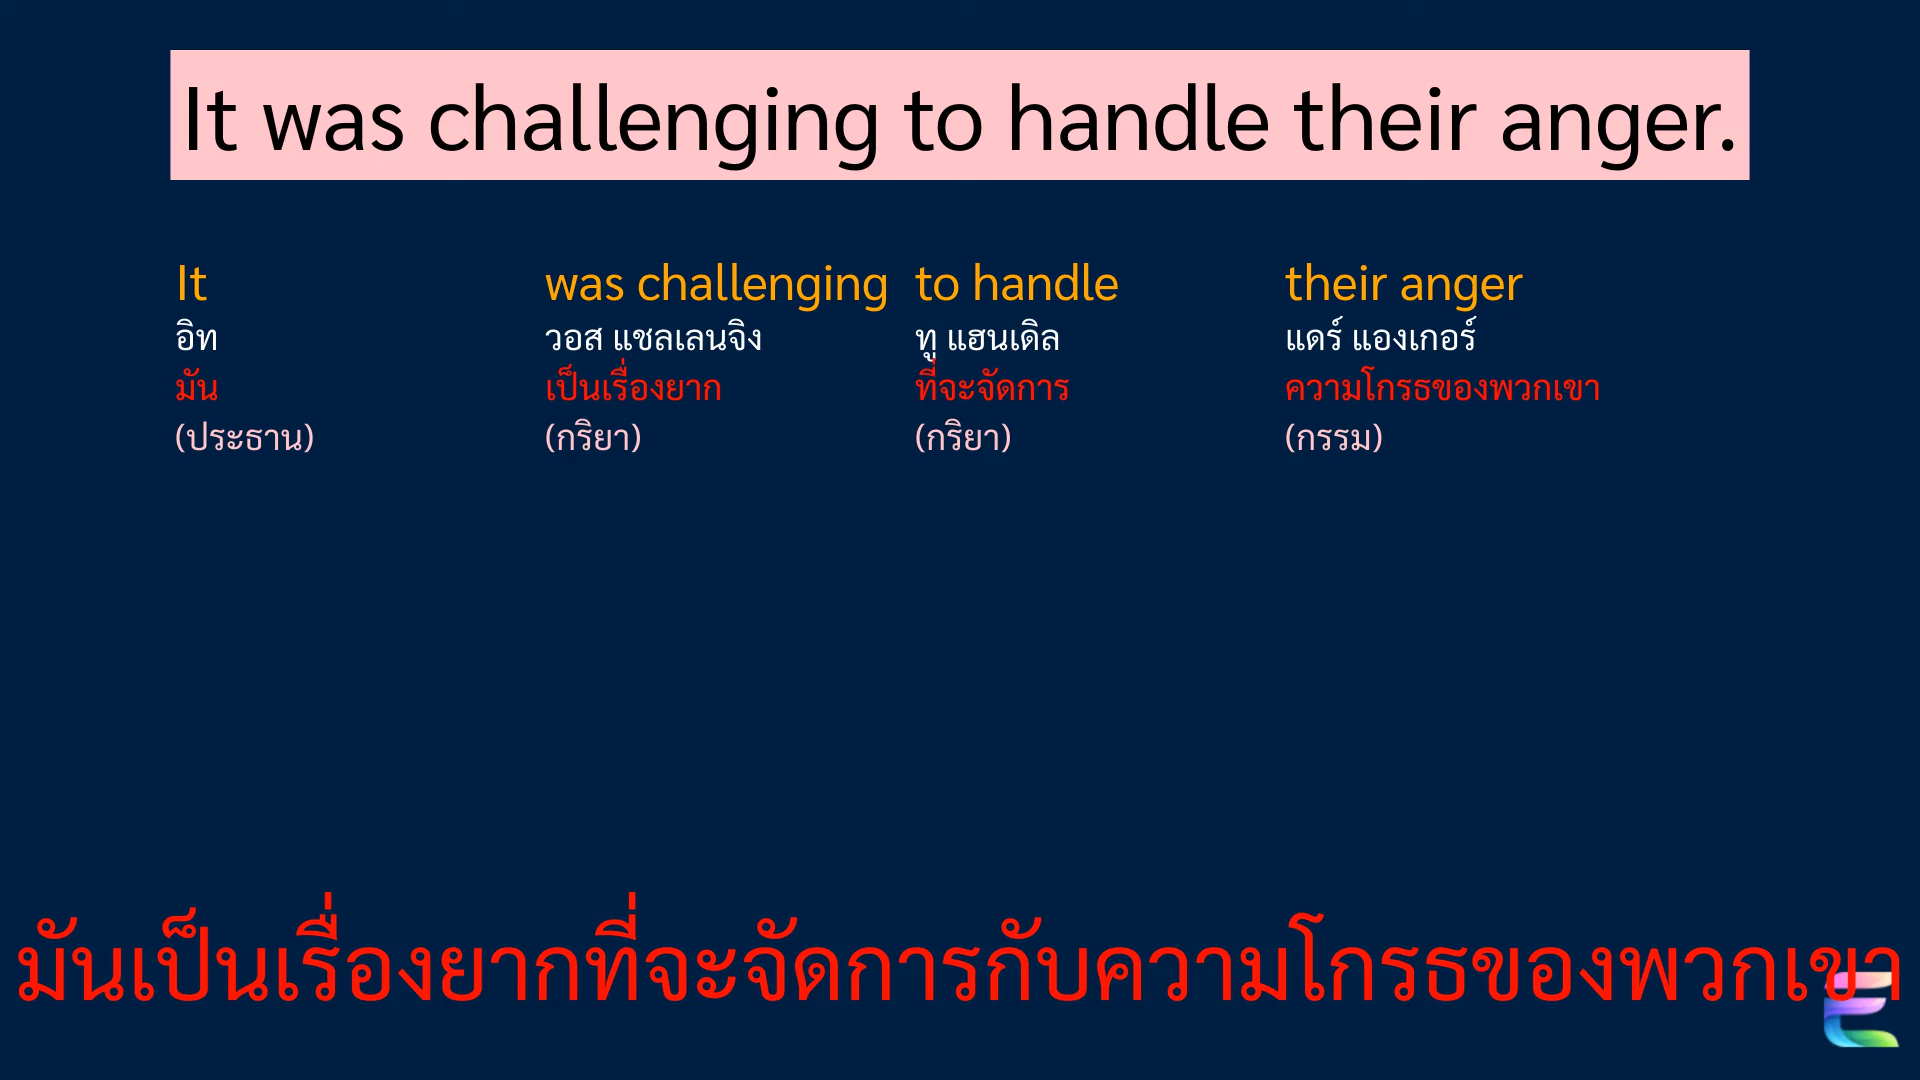 It was challenging to handle their anger.
It was challenging to handle their anger
อิท วอส แชลเลนจิง ทู แฮนเดิล แดร์ แองเกอร์
มัน เป็นเรื่องยาก ที่จะจัดการ ความโกรธของพวกเขา
(ประธาน) (กริยา) (กริยา) (กรรม)
มันเป็นเรื่องยากที่จะจัดการกับความโกรธของพวกเขา